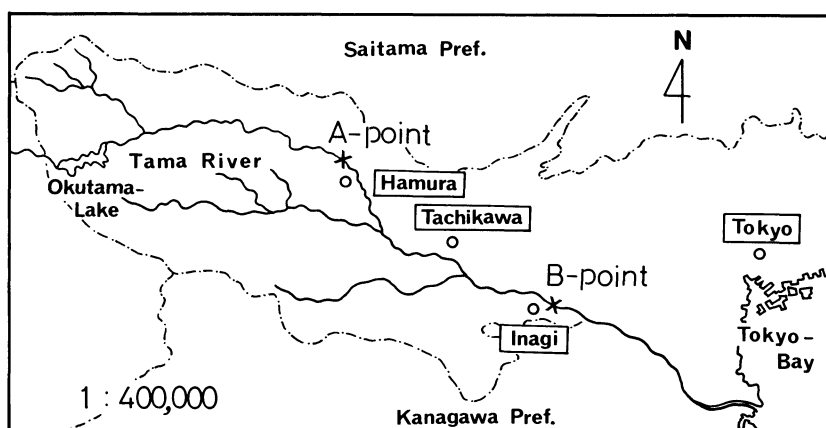 Saitama Pref.
N
A-point
Tama River
Hamura
Okutama-
Lake
Tachikawa
Tokyo
B-point
Inagi
Tokyo-
Bay
1 : 400,000
Kanagawa Pref.